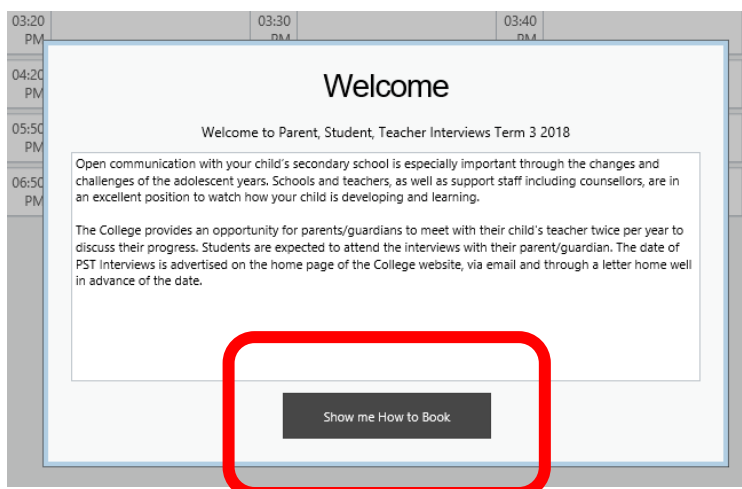 03:20 03:30 03:40
PM PM PM
04:20
PM
05:50
PM
06:50
PM
Welcome
Welcome to Parent, Student, Teacher Interviews Term 3 2018
Open communication with your child's secondary school is especially important through the changes and
challenges of the adolescent years. Schools and teachers, as well as support staff including counsellors, are in
an excellent position to watch how your child is developing and learning.
The College provides an opportunity for parents/guardians to meet with their child's teacher twice per year to
discuss their progress. Students are expected to attend the interviews with their parent/guardian. The date of
PST Interviews is advertised on the home page of the College website, via email and through a letter home well
in advance of the date.
Show me How to Book